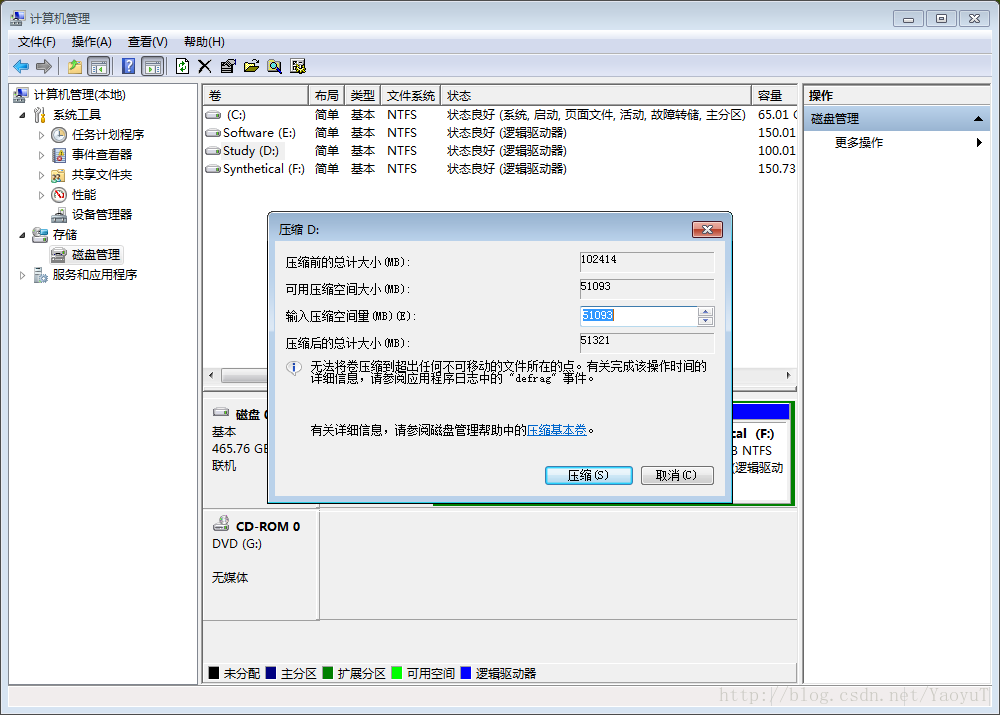 计算机管理
文件(F) 操作(A) 查看(V) 帮助(H)
计算机管理(本地)
系统工具
任务计划程序
事件查看器
共享文件夹
性能
设备管理器
存储
磁盘管理
服务和应用程序
卷 布局 类型 文件系统 状态 容量
(C:) 简单 基本 NTFS 状态良好 (系统, 启动, 页面文件, 活动, 故障转储, 主分区) 65.01
Software (E:) 简单 基本 NTFS 状态良好 (逻辑驱动器) 150.01
Study (D:) 简单 基本 NTFS 状态良好 (逻辑驱动器) 100.01
Synthetical (F:) 简单 基本 NTFS 状态良好 (逻辑驱动器) 150.73
操作
磁盘管理
更多操作
压缩 D:
压缩前的总计大小(MB): 102414
可用压缩空间大小(MB): 51093
输入压缩空间量(MB)(E): 51093
压缩后的总计大小(MB): 51321
无法将卷压缩到超出任何不可移动的文件所在的点。有关完成该操作时间的
详细信息，请参阅应用程序日志中的 "defrag" 事件。
有关详细信息，请参阅磁盘管理帮助中的压缩基本卷。
压缩(S) 取消(C)
磁盘
基本
465.76 GB
联机
cal (F:)
NTFS
(逻辑驱动
CD-ROM 0
DVD (G:)
无媒体
未分配 主分区 扩展分区 可用空间 逻辑驱动器
http://blog.csdn.net/YaoyuT